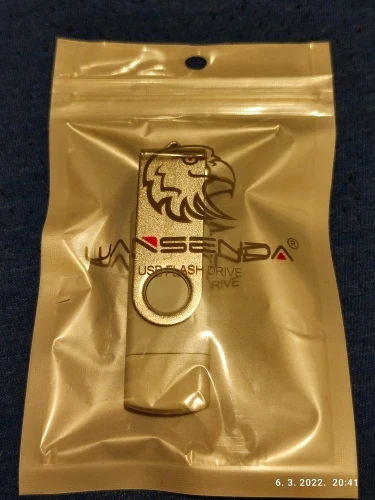 WANSENDA®
USB FLASH DRIVE
6. 3. 2022. 20:41